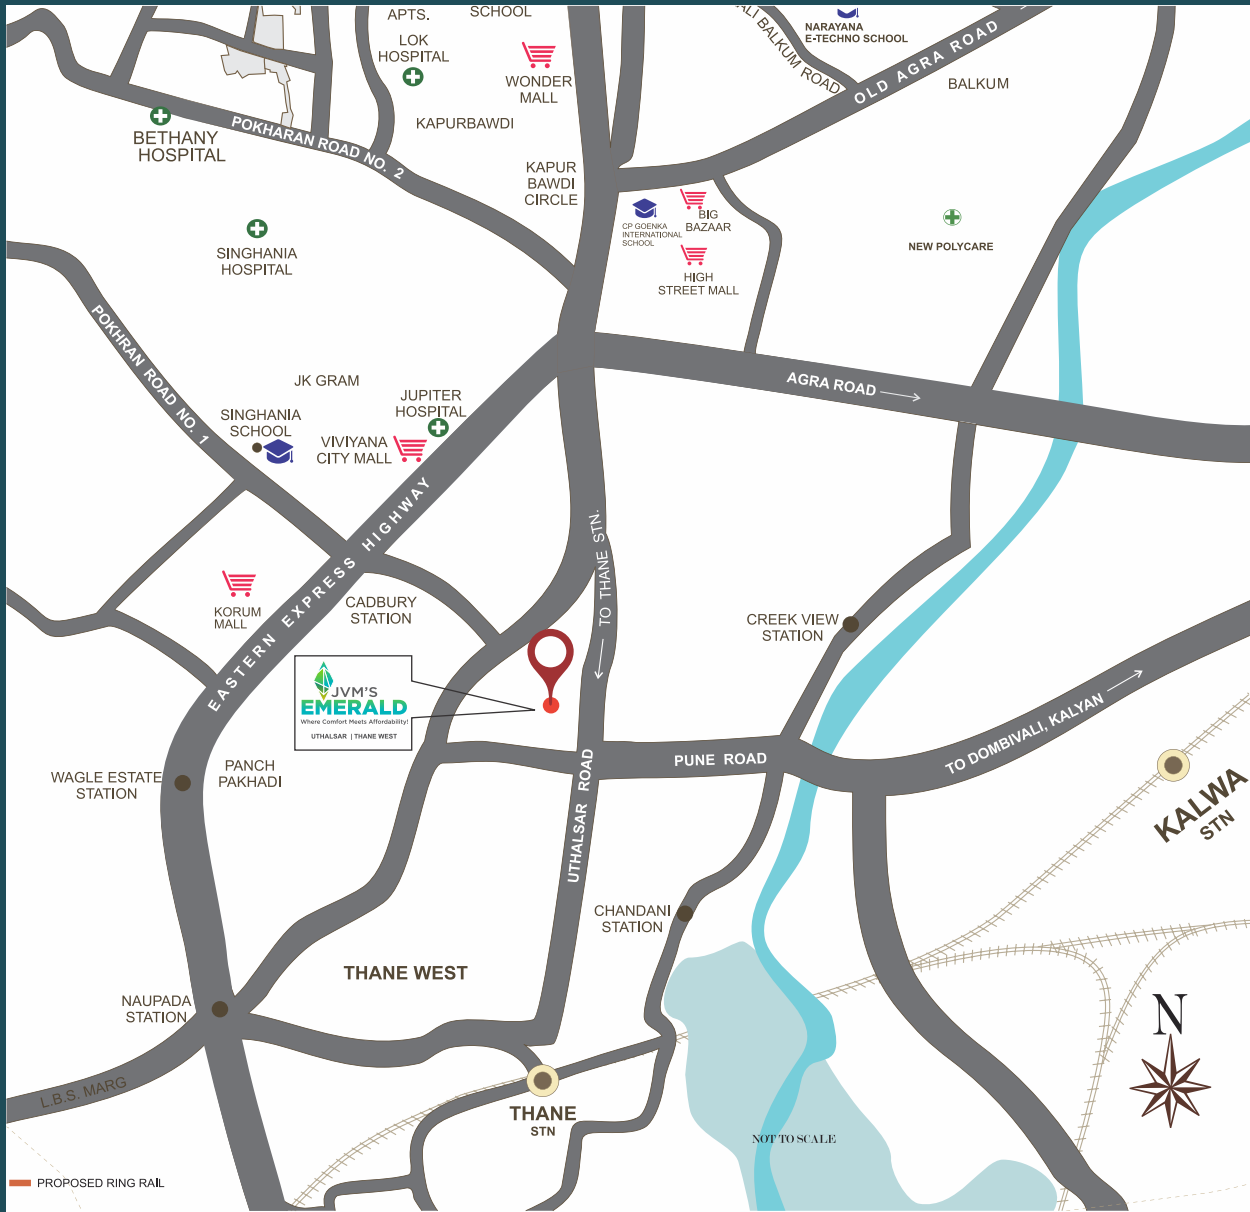 APTS.
SCHOOL
LOK
HOSPITAL
WONDER
MALL
KAPURBAWDI
BALKUM ROAD
NARAYANA
E-TECHNO SCHOOL
OLD AGRA ROAD
BALKUM
BETHANY
HOSPITAL
POKHARAN ROAD NO. 2
KAPUR
BAWDI
CIRCLE
CP GOENKA
INTERNATIONAL
SCHOOL
BIG
BAZAAR
HIGH
STREET MALL
NEW POLYCARE
SINGHANIA
HOSPITAL
POKHRAN ROAD NO. 1
JK GRAM
JUPITER
HOSPITAL
SINGHANIA
SCHOOL
VIVIYANA
CITY MALL
AGRA ROAD
EASTERN EXPRESS HIGHWAY
TO THANE STN.
KORUM
MALL
CADBURY
STATION
CREEK VIEW
STATION
JVM'S
EMERALD
Where Comfort Meets Affordability!
UTHALSAR | THANE WEST
PUNE ROAD
TO DOMBIVALI, KALYAN
UTHALSAR ROAD
WAGLE ESTATE
STATION
PANCH
PAKHADI
KALWA
STN
CHANDANI
STATION
THANE WEST
NAUPADA
STATION
L.B.S. MARG
THANE
STN
N
NOT TO SCALE
PROPOSED RING RAIL